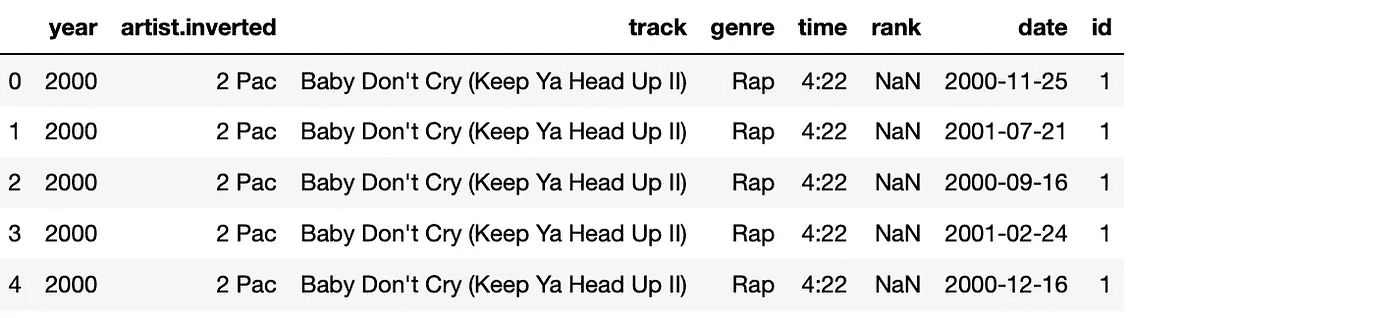 year artist.inverted track genre time rank date id
0 2000 2 Pac Baby Don't Cry (Keep Ya Head Up II) Rap 4:22 NaN 2000-11-25 1
1 2000 2 Pac Baby Don't Cry (Keep Ya Head Up II) Rap 4:22 NaN 2001-07-21 1
2 2000 2 Pac Baby Don't Cry (Keep Ya Head Up II) Rap 4:22 NaN 2000-09-16 1
3 2000 2 Pac Baby Don't Cry (Keep Ya Head Up II) Rap 4:22 NaN 2001-02-24 1
4 2000 2 Pac Baby Don't Cry (Keep Ya Head Up II) Rap 4:22 NaN 2000-12-16 1